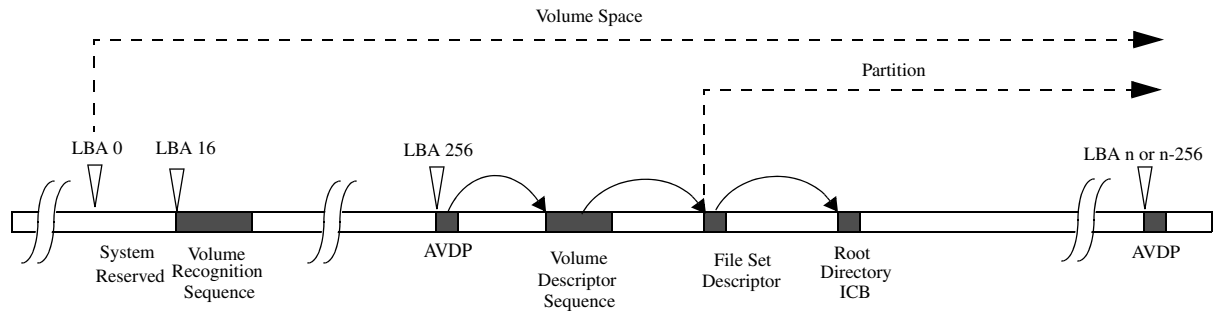 Volume Space
Partition
LBA 0
LBA 16
LBA 256
LBA n or n-256
System
Reserved
Volume
Recognition
Sequence
AVDP
Volume
Descriptor
Sequence
File Set
Descriptor
Root
Directory
ICB
AVDP